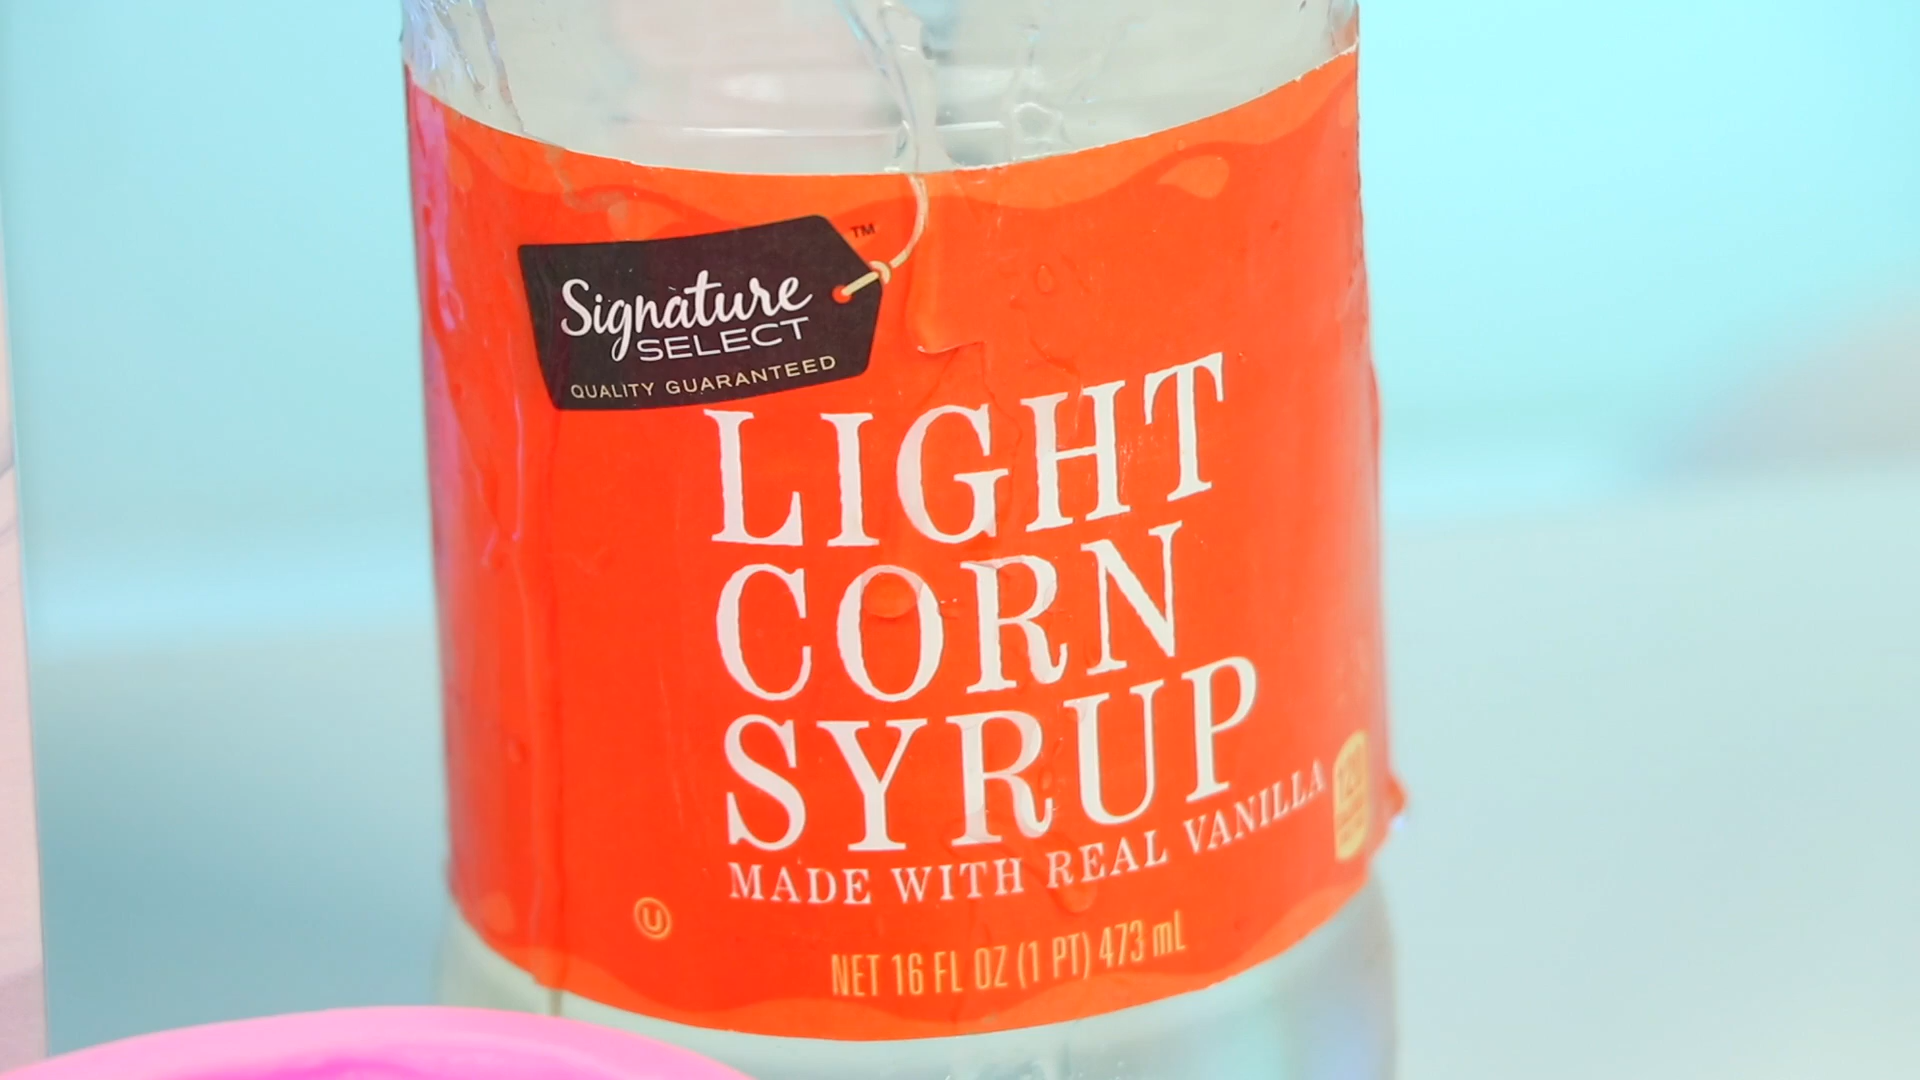 TM
Signature
SELECT
QUALITY GUARANTEED
LIGHT
CORN
SYRUP
MADE WITH REAL VANILLA
U
NET 16 FL OZ (1 PT) 473 mL